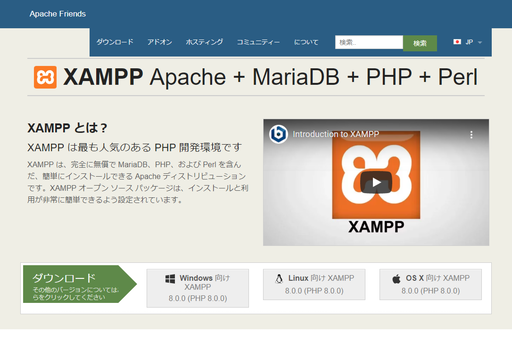 Apache Friends
ダウンロード アドオン ホスティング コミュニティー について 検索... 検索 JP
XAMPP Apache + MariaDB + PHP + Perl
XAMPP とは？
XAMPP は最も人気のある PHP 開発環境です
XAMPP は、完全に無償で MariaDB、PHP、および Perl を含ん
だ、簡単にインストールできる Apache ディストリビューション
です。XAMPP オープン ソース パッケージは、インストールと利
用が非常に簡単できるよう設定されています。
Introduction to XAMPP
XAMPP
ダウンロード
その他のバージョンについては、こち
らをクリックしてください
Windows 向け
XAMPP
8.0.0 (PHP 8.0.0)
Linux 向け XAMPP
8.0.0 (PHP 8.0.0)
OS X 向け XAMPP
8.0.0 (PHP 8.0.0)